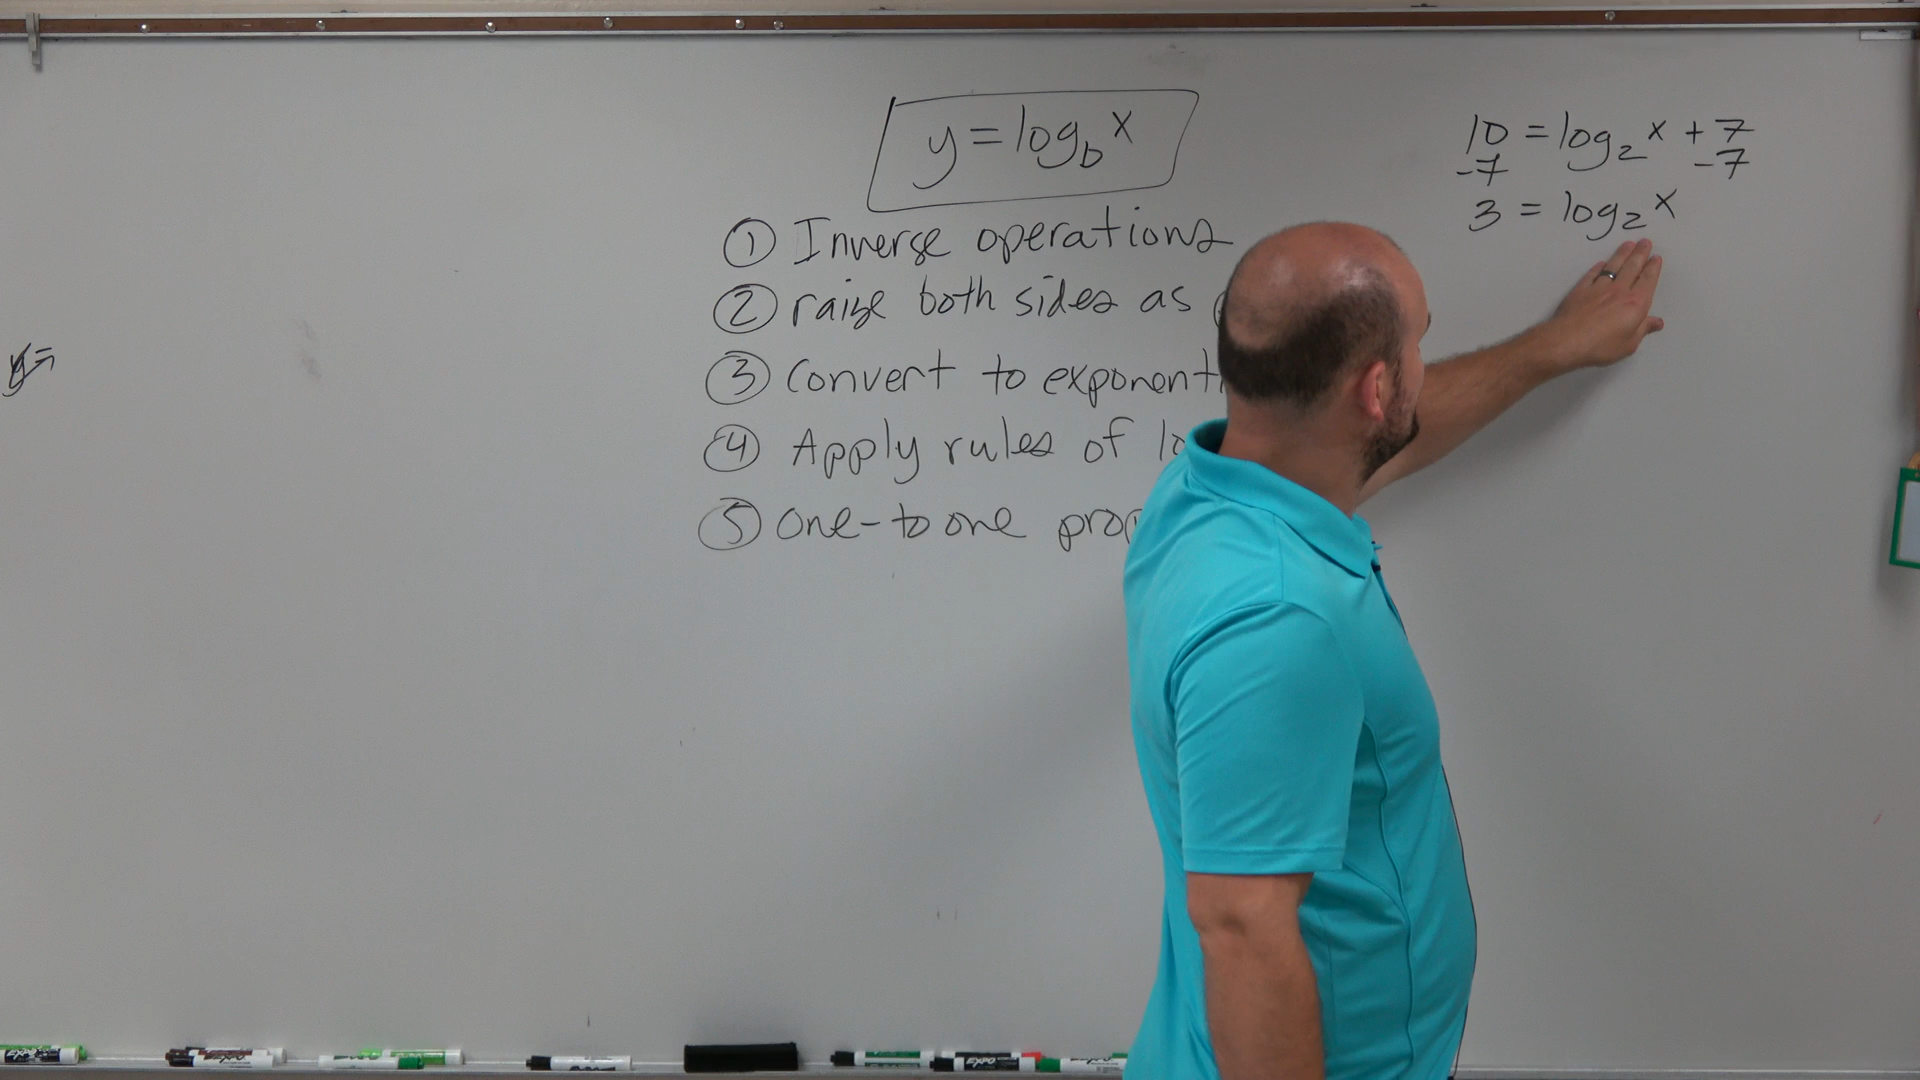 y = log_b x
① Inverse operations
② raise both sides as
③ Convert to exponenti
④ Apply rules of lo
⑤ One-to one prop
10 = log₂ x + 7
-7 -7
3 = log₂ x
y=
EXPO